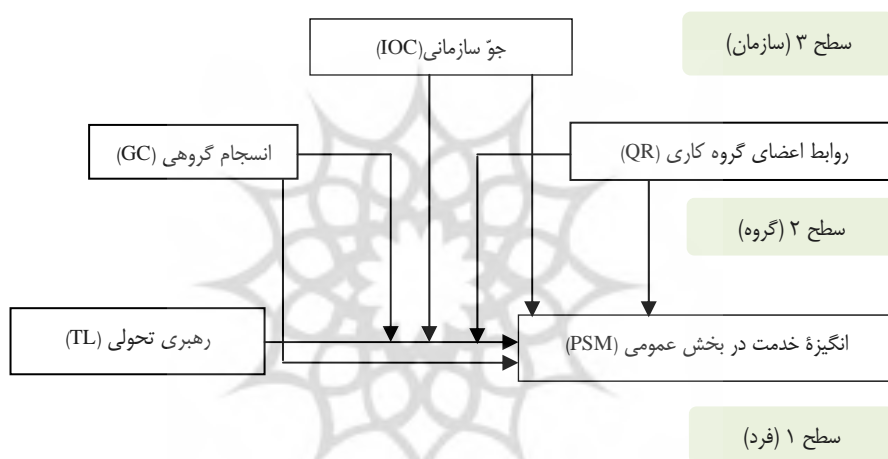 جوّ سازمانی(IOC)
سطح ۳ (سازمان)
روابط اعضای گروه کاری (QR)
انسجام گروهی (GC)
سطح ۲ (گروه)
انگیزۀ خدمت در بخش عمومی (PSM)
رهبری تحولی (TL)
سطح ۱ (فرد)